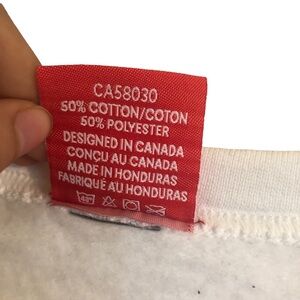 CA58030
50% COTTON/COTON
50% POLYESTER
DESIGNED IN CANADA
CONÇU AU CANADA
MADE IN HONDURAS
FABRIQUÉ AU HONDURAS